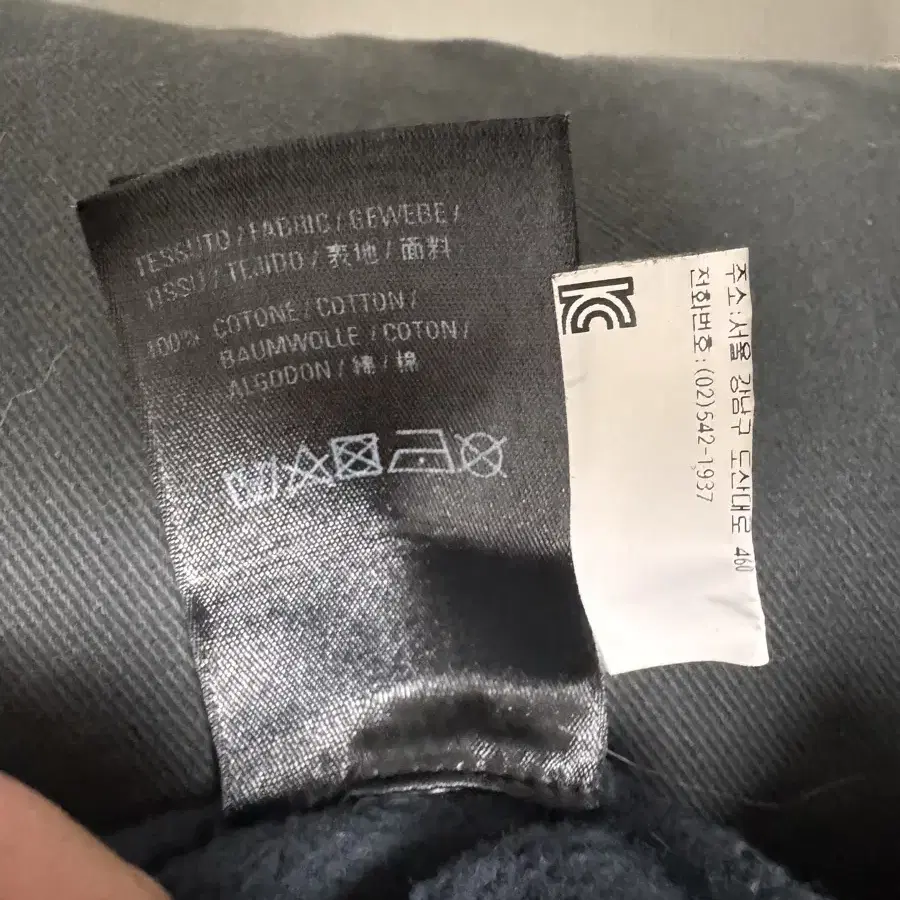 TESSUTO / FABRIC / GEWEBE /
TISSU / TEJIDO / 表地 / 面料
100% COTONE / COTTON /
BAUMWOLLE / COTON /
ALGODON / 綿 / 棉
KC
주소:서울 강남구 도산대로 460
전화번호:(02)542-1937